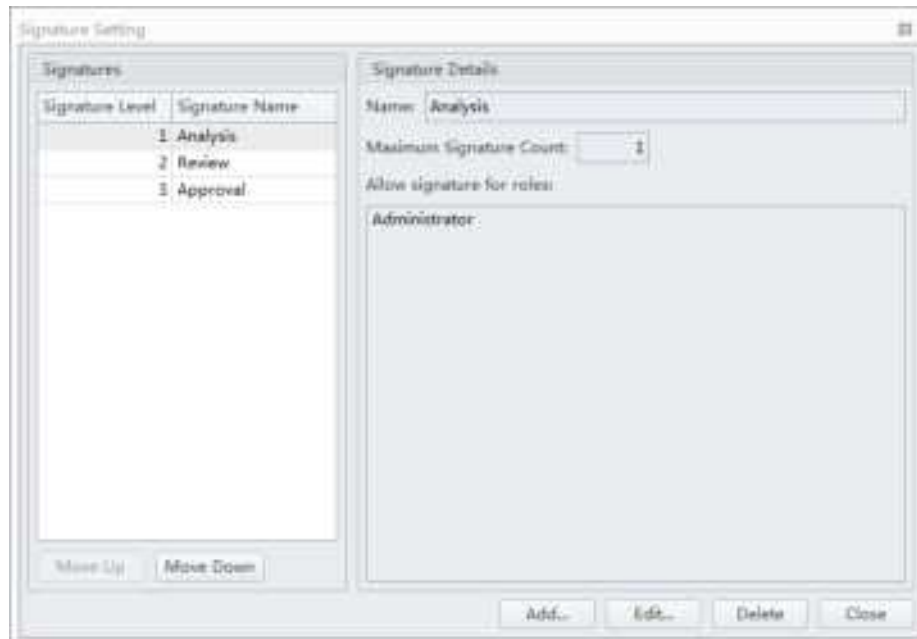 Signature Setting
Signatures
Signature Level Signature Name
1 Analysis
2 Review
3 Approval
Move Up Move Down
Signature Details
Name: Analysis
Maximum Signature Count: 1
Allow signature for roles:
Administrator
Add... Edit... Delete Close